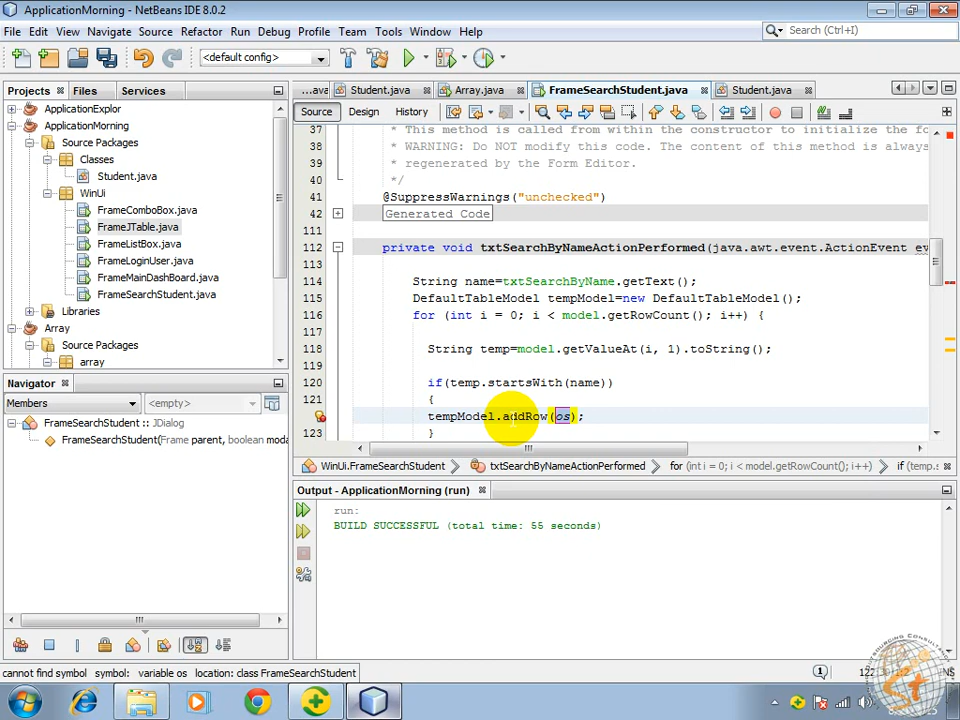 ApplicationMorning - NetBeans IDE 8.0.2
File Edit View Navigate Source Refactor Run Debug Profile Team Tools Window Help
Search (Ctrl+I)
<default config>
Projects Files Services
...ava Student.java Array.java FrameSearchStudent.java Student.java
Source Design History
ApplicationExplor
ApplicationMorning
Source Packages
Classes
Student.java
WinUi
FrameComboBox.java
FrameJTable.java
FrameListBox.java
FrameLoginUser.java
FrameMainDashBoard.java
FrameSearchStudent.java
Libraries
Array
Source Packages
array
37 * This method is called from within the constructor to initialize the fo
38 * WARNING: Do NOT modify this code. The content of this method is always
39 * regenerated by the Form Editor.
40 */
41 @SuppressWarnings("unchecked")
42 Generated Code
111
112 private void txtSearchByNameActionPerformed(java.awt.event.ActionEvent ev
113
114 String name=txtSearchByName.getText();
115 DefaultTableModel tempModel=new DefaultTableModel();
116 for (int i = 0; i < model.getRowCount(); i++) {
117
118 String temp=model.getValueAt(i, 1).toString();
119
120 if(temp.startsWith(name))
121 {
tempModel.addRow(os);
123 }
Navigator
Members <empty>
FrameSearchStudent :: JDialog
FrameSearchStudent(Frame parent, boolean moda
WinUi.FrameSearchStudent txtSearchByNameActionPerformed for (int i = 0; i < model.getRowCount(); i++) if (temp.s
Output - ApplicationMorning (run)
run:
BUILD SUCCESSFUL (total time: 55 seconds)
cannot find symbol symbol: variable os location: class FrameSearchStudent